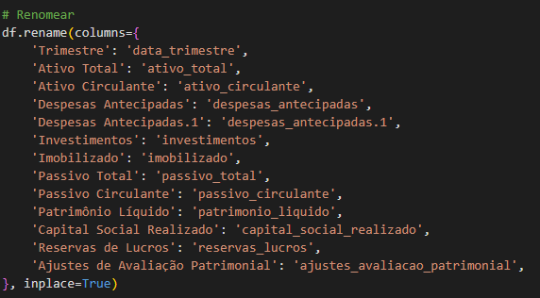 # Renomear
df.rename(columns={
    'Trimestre': 'data_trimestre',
    'Ativo Total': 'ativo_total',
    'Ativo Circulante': 'ativo_circulante',
    'Despesas Antecipadas': 'despesas_antecipadas',
    'Despesas Antecipadas.1': 'despesas_antecipadas.1',
    'Investimentos': 'investimentos',
    'Imobilizado': 'imobilizado',
    'Passivo Total': 'passivo_total',
    'Passivo Circulante': 'passivo_circulante',
    'Patrimônio Líquido': 'patrimonio_liquido',
    'Capital Social Realizado': 'capital_social_realizado',
    'Reservas de Lucros': 'reservas_lucros',
    'Ajustes de Avaliação Patrimonial': 'ajustes_avaliacao_patrimonial',
}, inplace=True)